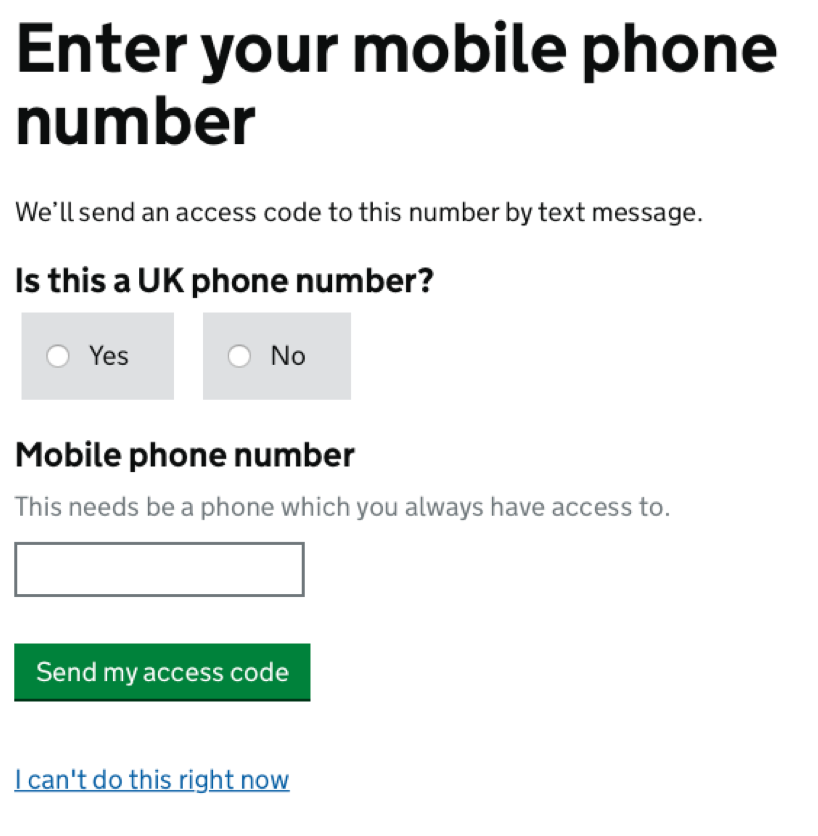 Enter your mobile phone
number
We’ll send an access code to this number by text message.
Is this a UK phone number?
Yes No
Mobile phone number
This needs be a phone which you always have access to.
Send my access code
I can't do this right now